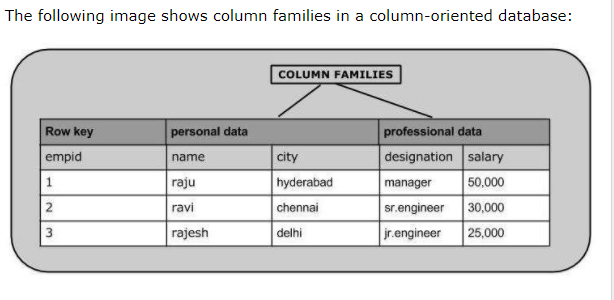 The following image shows column families in a column-oriented database:
COLUMN FAMILIES
Row key personal data professional data
empid name city designation salary
1 raju hyderabad manager 50,000
2 ravi chennai sr.engineer 30,000
3 rajesh delhi jr.engineer 25,000